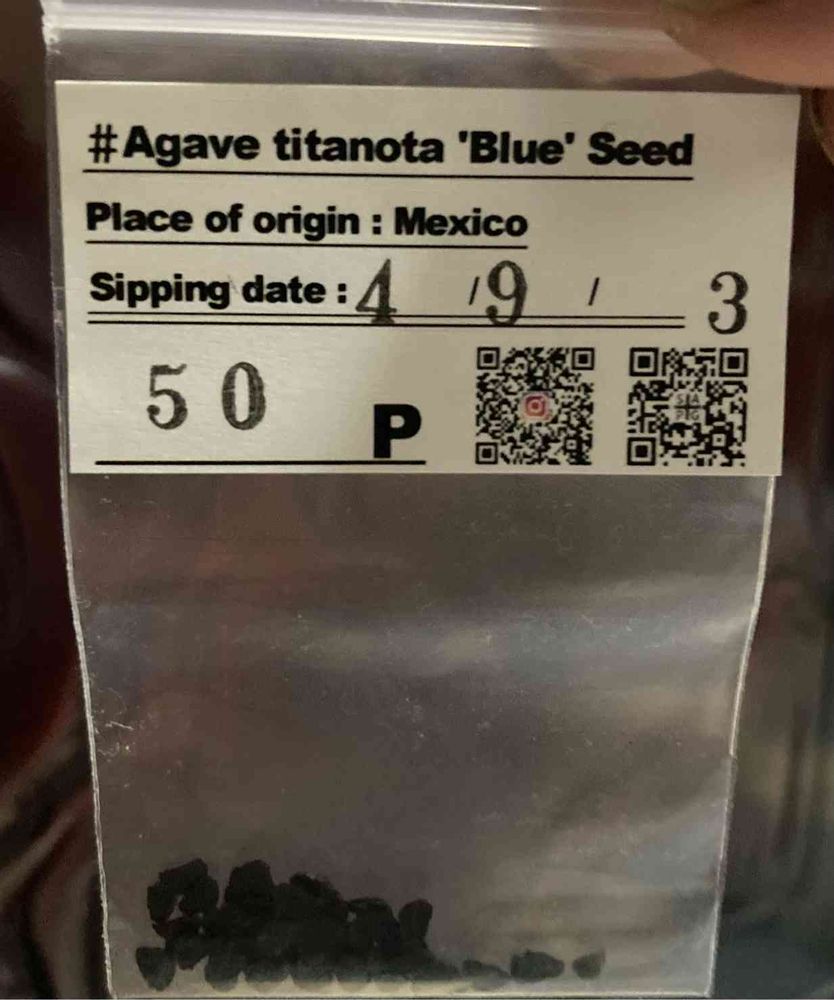 #Agave titanota 'Blue' Seed
Place of origin : Mexico
Sipping date : 4 / 9 / 3
50 P